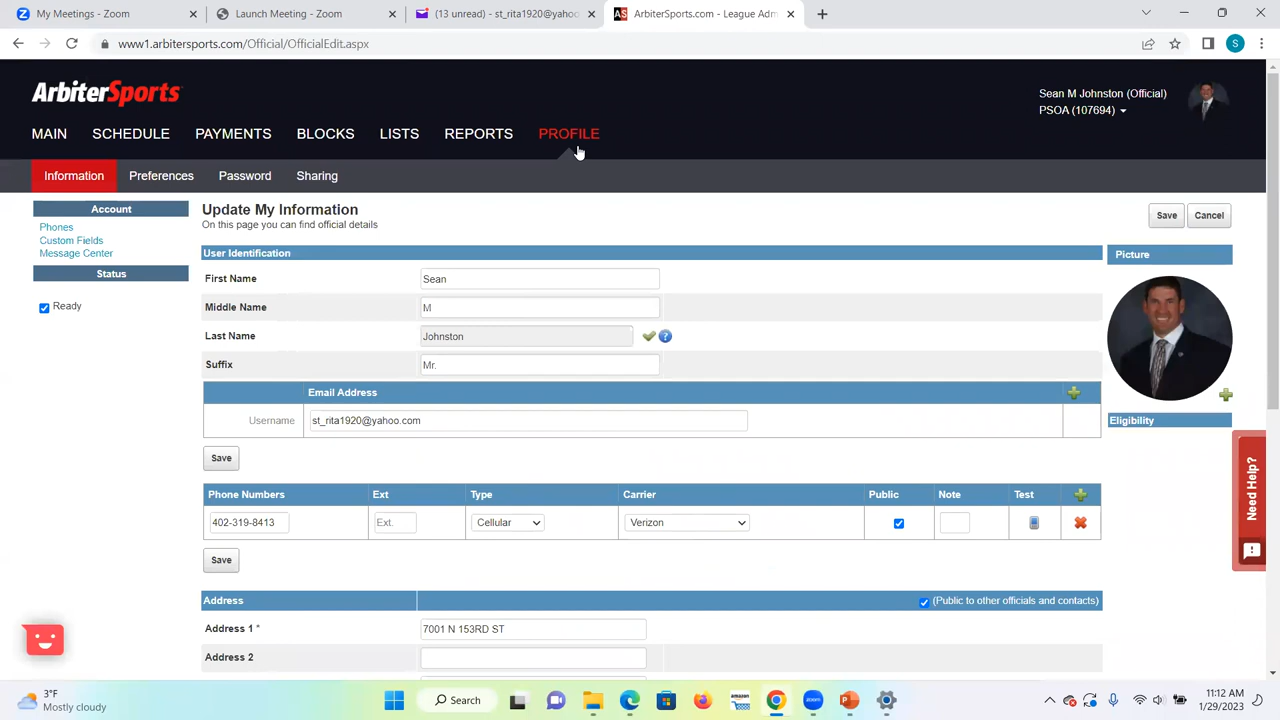 My Meetings - Zoom
Launch Meeting - Zoom
(13 unread) - st_rita1920@yahoo
AS ArbiterSports.com - League Adm
www1.arbitersports.com/Official/OfficialEdit.aspx
S
ArbiterSports
Sean M Johnston (Official)
PSOA (107694)
MAIN SCHEDULE PAYMENTS BLOCKS LISTS REPORTS PROFILE
Information Preferences Password Sharing
Account
Phones
Custom Fields
Message Center
Status
Ready
Update My Information
On this page you can find official details
Save Cancel
User Identification
First Name Sean
Middle Name M
Last Name Johnston
Suffix Mr.
Picture
Eligibility
Email Address
Username st_rita1920@yahoo.com
Save
Phone Numbers Ext Type Carrier Public Note Test
402-319-8413 Ext. Cellular Verizon
Save
Address (Public to other officials and contacts)
Address 1 * 7001 N 153RD ST
Address 2
Need Help?
3°F
Mostly cloudy
Search
amazon
11:12 AM
1/29/2023